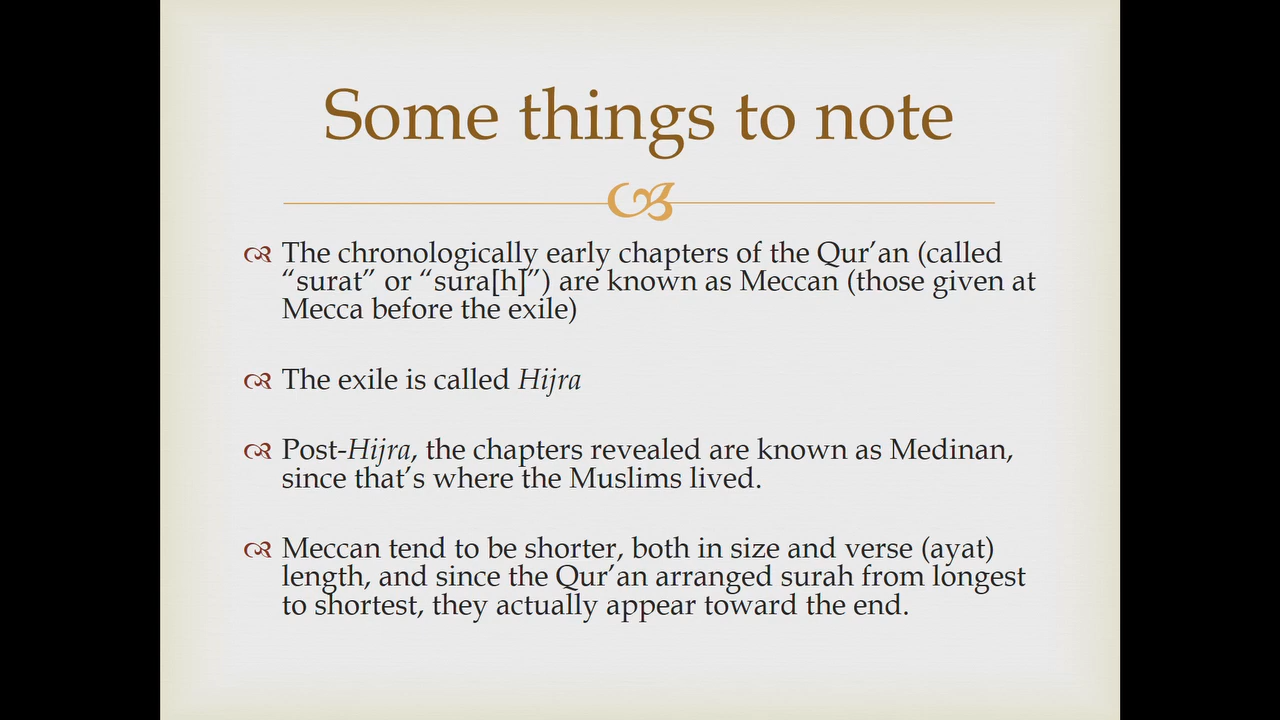 Some things to note
The chronologically early chapters of the Qur’an (called
“surat” or “sura[h]”) are known as Meccan (those given at
Mecca before the exile)
The exile is called Hijra
Post-Hijra, the chapters revealed are known as Medinan,
since that’s where the Muslims lived.
Meccan tend to be shorter, both in size and verse (ayat)
length, and since the Qur’an arranged surah from longest
to shortest, they actually appear toward the end.